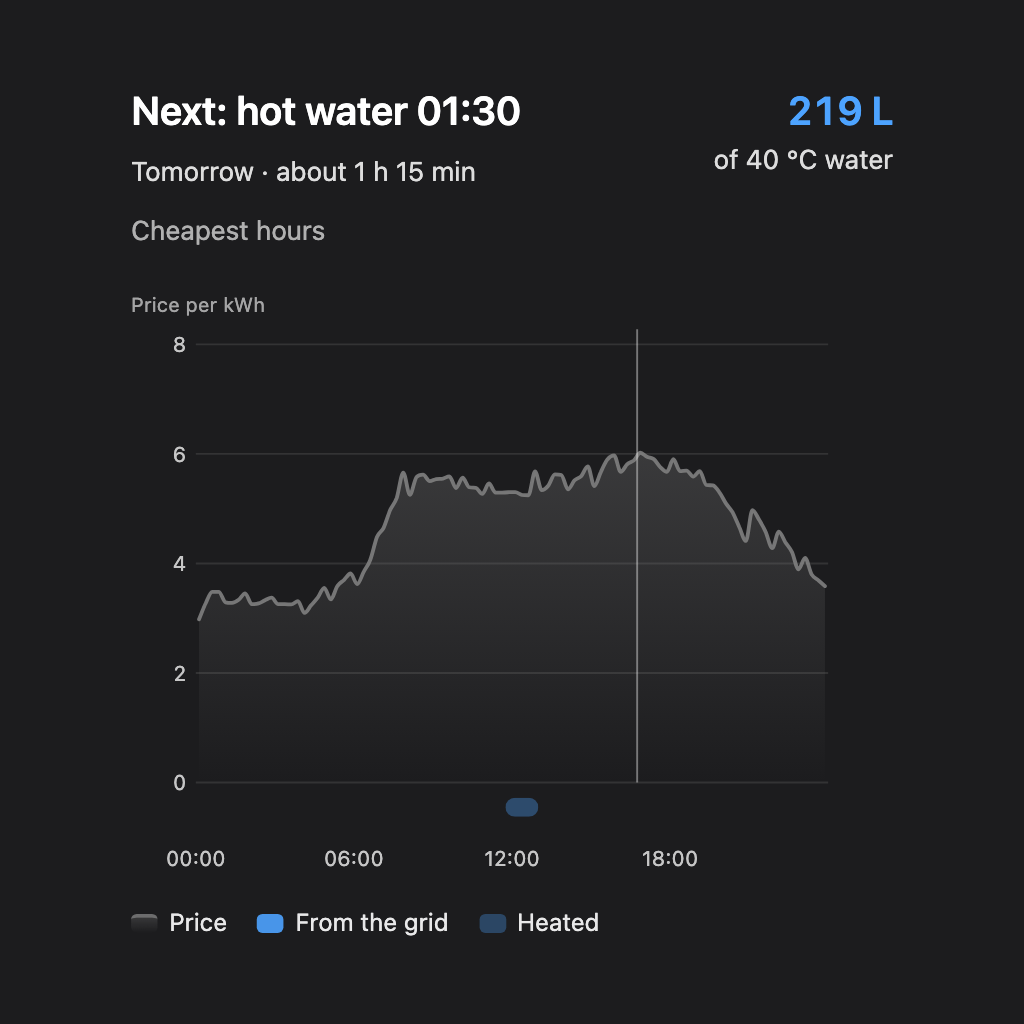 Next: hot water 01:30
219 L
Tomorrow · about 1 h 15 min
of 40 °C water
Cheapest hours
Price per kWh
8
6
4
2
0
00:00 06:00 12:00 18:00
Price From the grid Heated